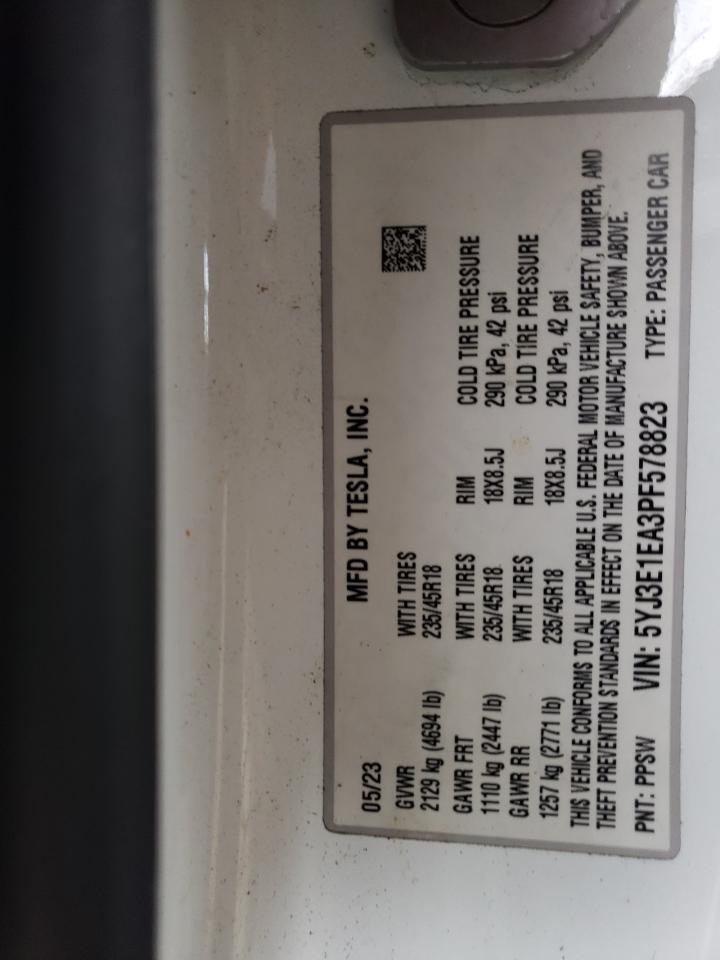 05/23 MFD BY TESLA, INC.
GVWR WITH TIRES
2129 kg (4694 lb) 235/45R18
GAWR FRT WITH TIRES RIM COLD TIRE PRESSURE
1110 kg (2447 lb) 235/45R18 18X8.5J 290 kPa, 42 psi
GAWR RR WITH TIRES RIM COLD TIRE PRESSURE
1257 kg (2771 lb) 235/45R18 18X8.5J 290 kPa, 42 psi
THIS VEHICLE CONFORMS TO ALL APPLICABLE U.S. FEDERAL MOTOR VEHICLE SAFETY, BUMPER, AND
THEFT PREVENTION STANDARDS IN EFFECT ON THE DATE OF MANUFACTURE SHOWN ABOVE.
PNT: PPSW VIN: 5YJ3E1EA3PF578823 TYPE: PASSENGER CAR